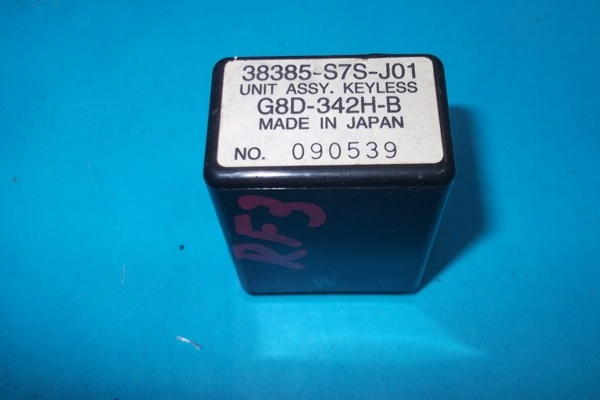 38385-S7S-J01
UNIT ASSY. KEYLESS
G8D-342H-B
MADE IN JAPAN
NO. 090539
RF3
W